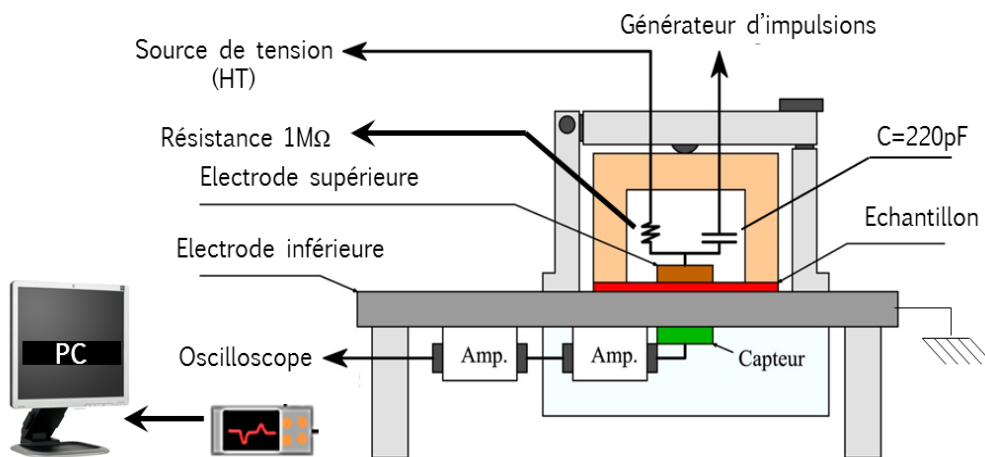 Générateur d'impulsions
Source de tension
(HT)
Résistance 1MΩ
C=220pF
Electrode supérieure
Echantillon
Electrode inférieure
PC
Oscilloscope
Amp.
Amp.
Capteur